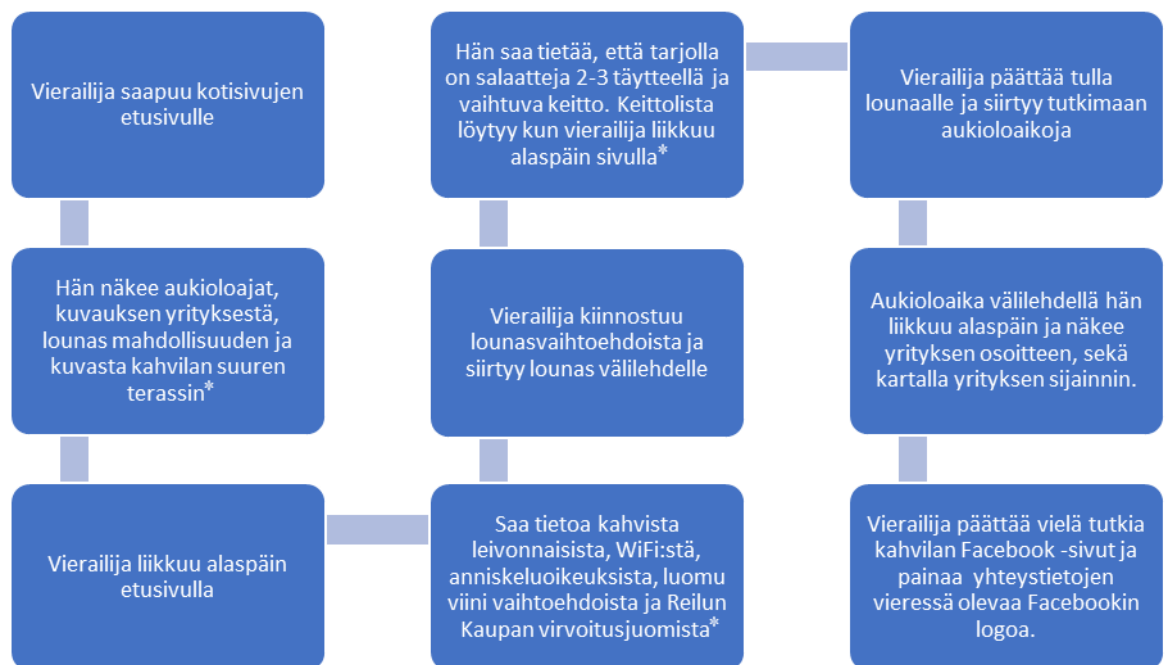 Vierailija saapuu kotisivujen
etusivulle
Hän näkee aukioloajat,
kuvauksen yrityksestä,
lounas mahdollisuuden ja
kuvasta kahvilan suuren
terassin*
Vierailija liikkuu alaspäin
etusivulla
Saa tietoa kahvista
leivonnaisista, WiFi:stä,
anniskeluoikeuksista, luomu
viini vaihtoehdoista ja Reilun
Kaupan virvoitusjuomista*
Vierailija kiinnostuu
lounasvaihtoehdoista ja
siirtyy lounas välilehdelle
Hän saa tietää, että tarjolla
on salaatteja 2-3 täytteellä ja
vaihtuva keitto. Keittolista
löytyy kun vierailija liikkuu
alaspäin sivulla*
Vierailija päättää tulla
lounaalle ja siirtyy tutkimaan
aukioloaikoja
Aukioloaika välilehdellä hän
liikkuu alaspäin ja näkee
yrityksen osoitteen, sekä
kartalla yrityksen sijainnin.
Vierailija päättää vielä tutkia
kahvilan Facebook -sivut ja
painaa yhteystietojen
vieressä olevaa Facebookin
logoa.